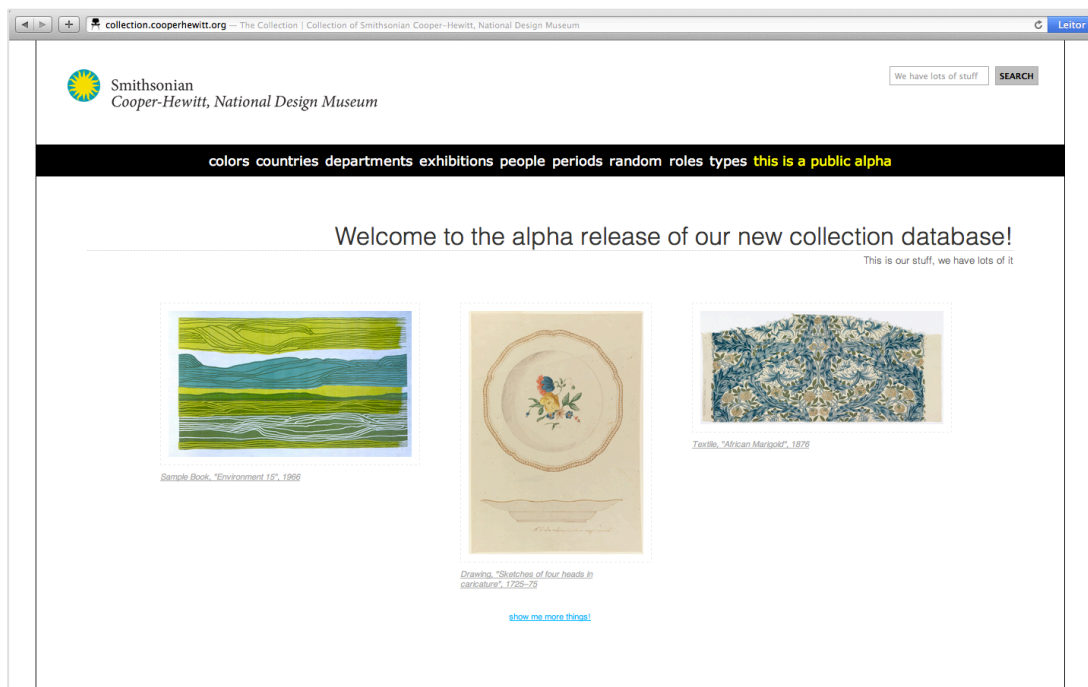 collection.cooperhewitt.org — The Collection | Collection of Smithsonian Cooper–Hewitt, National Design Museum
Leitor
Smithsonian
Cooper-Hewitt, National Design Museum
We have lots of stuff
SEARCH
colors countries departments exhibitions people periods random roles types this is a public alpha
Welcome to the alpha release of our new collection database!
This is our stuff, we have lots of it
Sample Book, "Environment 15", 1966
Textile, "African Marigold", 1876
Drawing, "Sketches of four heads in
caricature", 1725–75
show me more things!